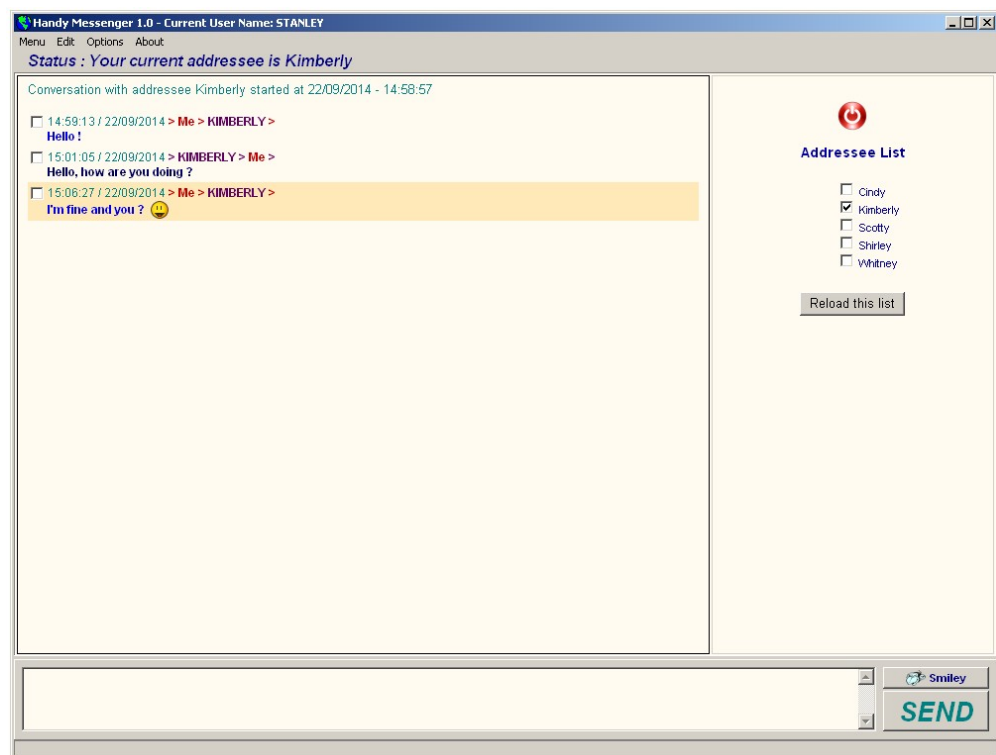 Handy Messenger 1.0 - Current User Name: STANLEY
Menu Edit Options About
Status : Your current addressee is Kimberly
Conversation with addressee Kimberly started at 22/09/2014 - 14:58:57
14:59:13 / 22/09/2014 > Me > KIMBERLY >
Hello !
15:01:05 / 22/09/2014 > KIMBERLY > Me >
Hello, how are you doing ?
15:06:27 / 22/09/2014 > Me > KIMBERLY >
I'm fine and you ?
Addressee List
Cindy
Kimberly
Scotty
Shirley
Whitney
Reload this list
Smiley
SEND